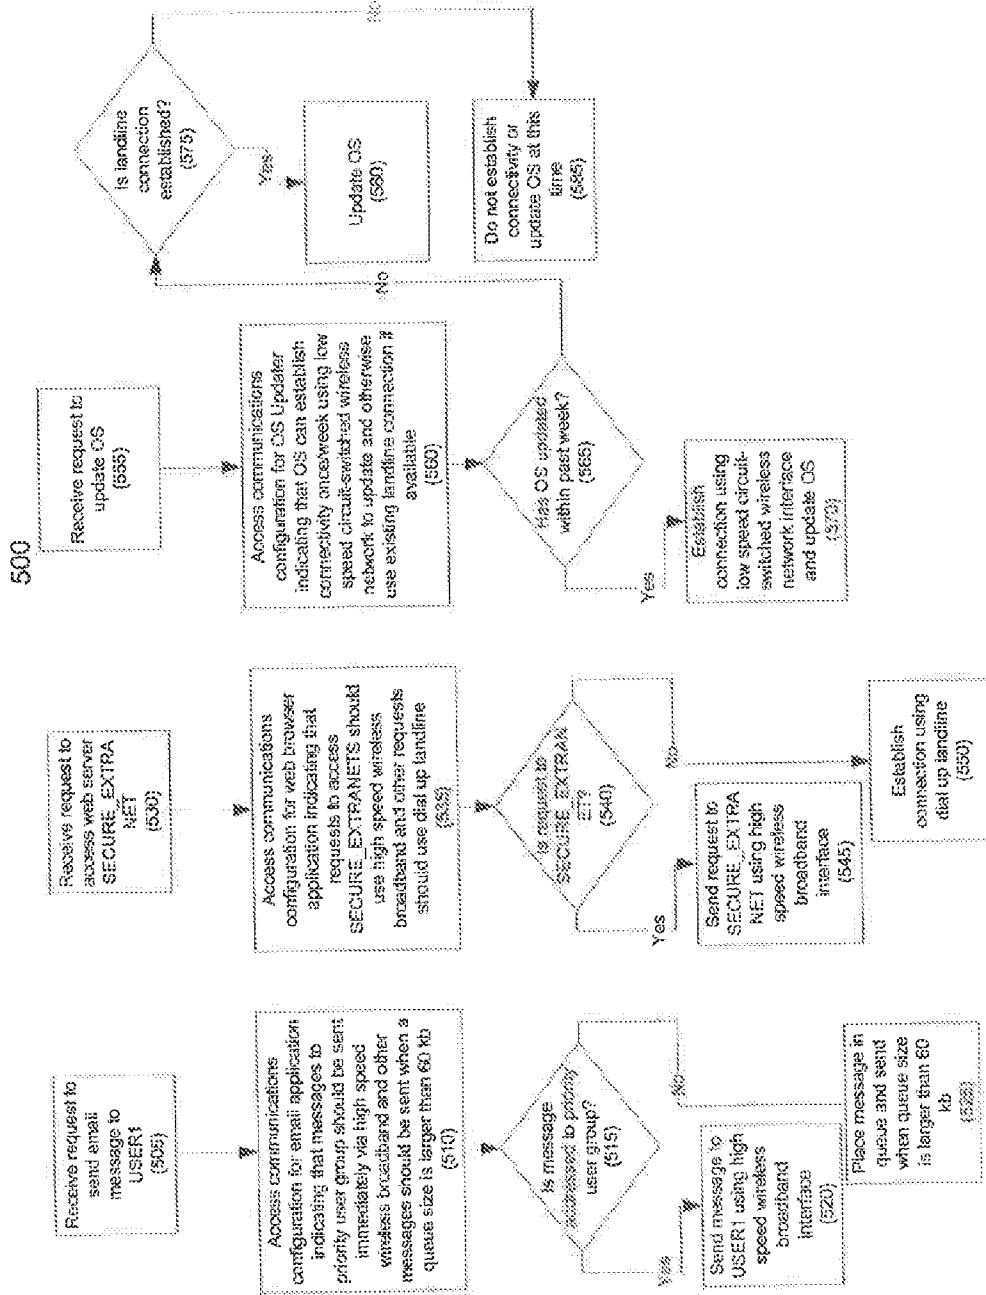 500
Receive request to
send email
message to
USER1
(505)
Access communications
configuration for email application
indicating that messages to
priority user group should be sent
immediately via high speed
wireless broadband and other
messages should be sent when a
queue size is larger than 60 kb
(510)
Is message
addressed to priority
user group?
(515)
Yes
No
Send message to
USER1 using high
speed wireless
broadband
interface
(520)
Place message in
queue and send
when queue size
is larger than 60
kb
Receive request to
access web server
SECURE_EXTRA
NET
(530)
Access communications
configuration for web browser
application indicating that
requests to access
SECURE_EXTRANETS should
use high speed wireless
broadband and other requests
should use dial up landline
(535)
Is request to
SECURE_EXTRAN
ET?
(540)
Yes
No
Send request to
SECURE_EXTRA
NET using high
speed wireless
broadband
interface
(545)
Establish
connection using
dial up landline
(550)
Receive request to
update OS
(555)
Access communications
configuration for OS Updater
indicating that OS can establish
connectivity one/week using low
speed circuit-switched wireless
network to update and otherwise
use existing landline connection if
available
(560)
Has OS updated
within past week?
(565)
Yes
No
Establish
connection using
low speed circuit-
switched wireless
network interface
and update OS
(570)
Is landline
connection
established?
(575)
Yes
No
Update OS
(580)
Do not establish
connectivity or
update OS at this
time
(585)